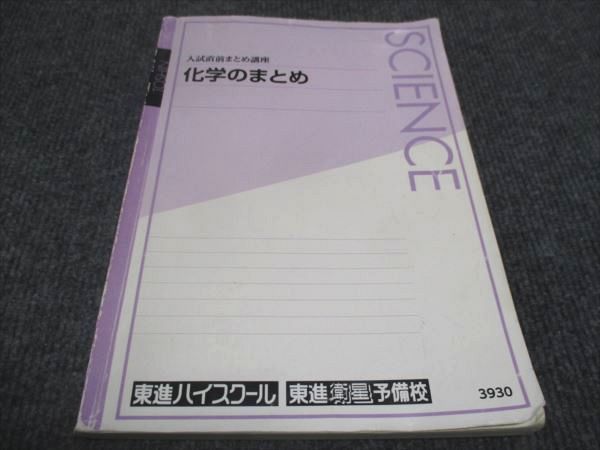 入試直前まとめ講座
化学のまとめ
SCIENCE
東進ハイスクール 東進衛星予備校
3930